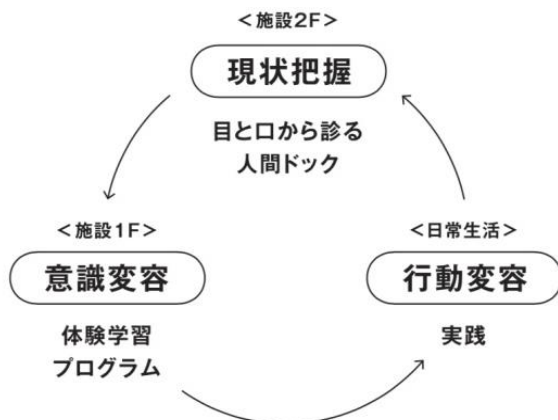 <施設2F>
現状把握
目と口から診る
人間ドック
<施設1F>
意識変容
体験学習
プログラム
<日常生活>
行動変容
実践